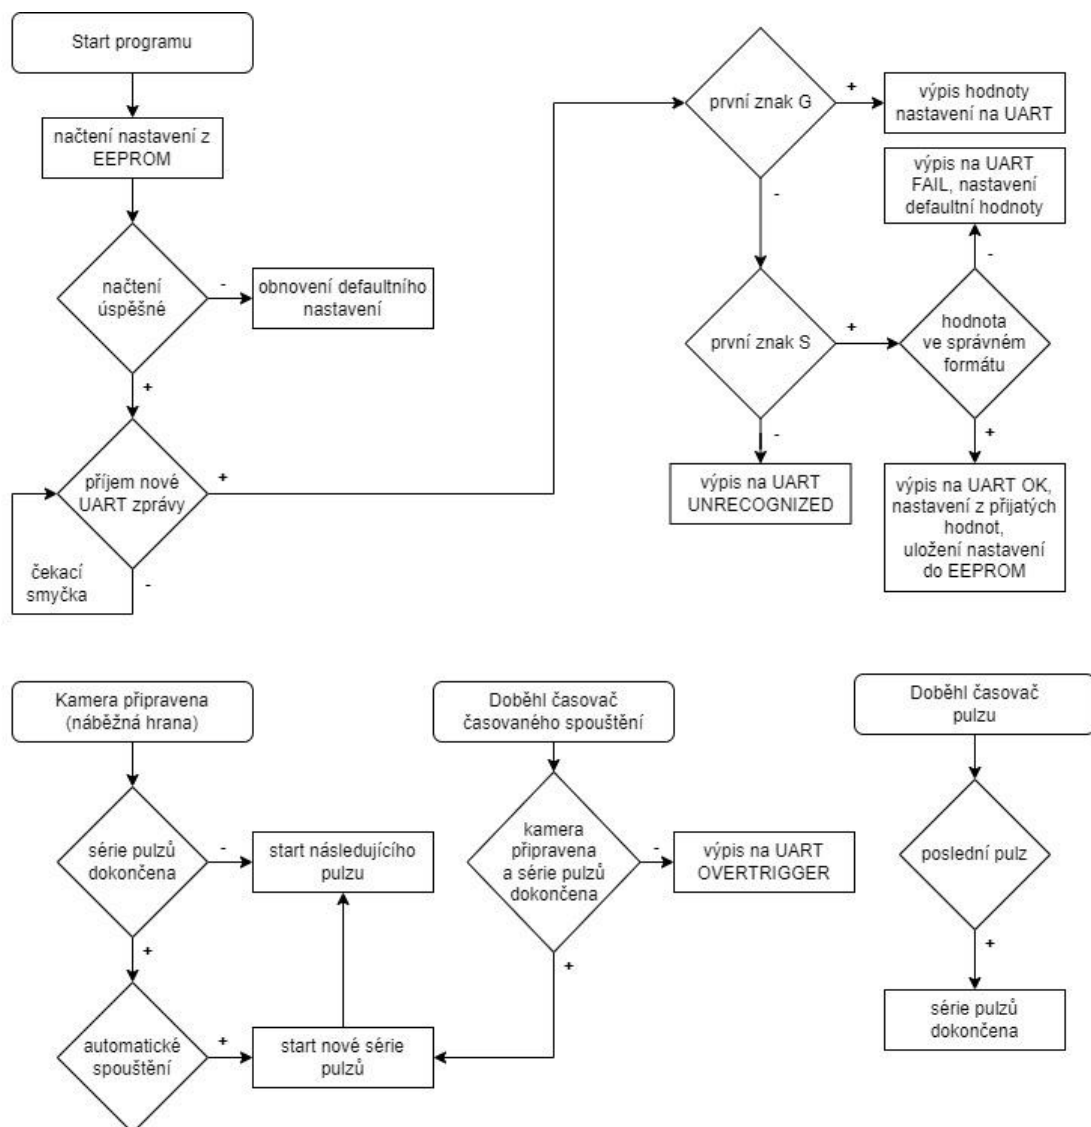 Start programu
načtení nastavení z
EEPROM
načtení
úspěšné
-
obnovení defaultního
nastavení
+
příjem nové
UART zprávy
+
čekací
smyčka
-
první znak G
+
výpis hodnoty
nastavení na UART
-
výpis na UART
FAIL, nastavení
defaultní hodnoty
-
první znak S
+
hodnota
ve správném
formátu
-
výpis na UART
UNRECOGNIZED
+
výpis na UART OK,
nastavení z přijatých
hodnot,
uložení nastavení
do EEPROM
Kamera připravena
(náběžná hrana)
série pulzů
dokončena
-
start následujícího
pulzu
+
automatické
spouštění
+
start nové série
pulzů
Doběhl časovač
časovaného spouštění
kamera
připravena
a série pulzů
dokončena
-
výpis na UART
OVERTRIGGER
+
Doběhl časovač
pulzu
poslední pulz
+
série pulzů
dokončena